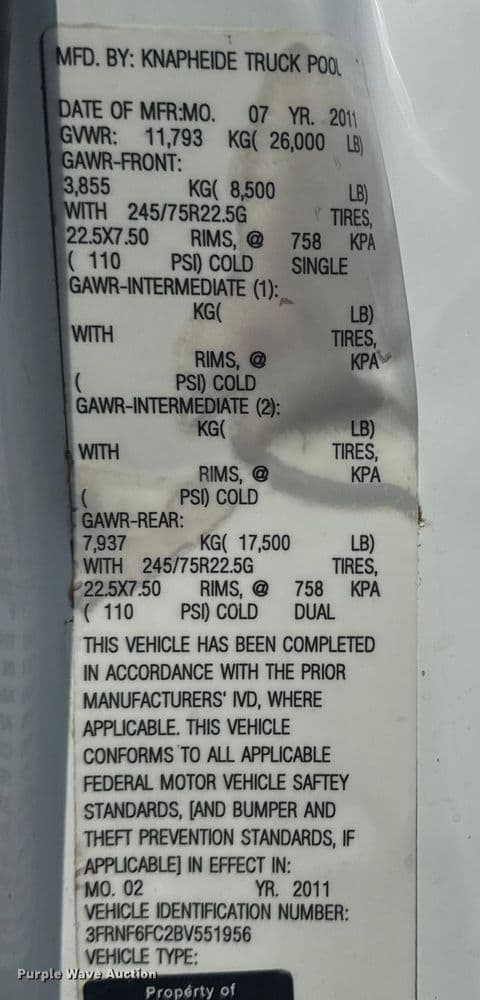 MFD. BY: KNAPHEIDE TRUCK POOL
DATE OF MFR:MO. 07 YR. 2011
GVWR: 11,793 KG( 26,000 LB)
GAWR-FRONT:
3,855 KG( 8,500 LB)
WITH 245/75R22.5G TIRES,
22.5X7.50 RIMS, @ 758 KPA
( 110 PSI) COLD SINGLE
GAWR-INTERMEDIATE (1):
KG( LB)
WITH TIRES,
RIMS, @ KPA
( PSI) COLD
GAWR-INTERMEDIATE (2):
KG( LB)
WITH TIRES,
RIMS, @ KPA
( PSI) COLD
GAWR-REAR:
7,937 KG( 17,500 LB)
WITH 245/75R22.5G TIRES,
22.5X7.50 RIMS, @ 758 KPA
( 110 PSI) COLD DUAL
THIS VEHICLE HAS BEEN COMPLETED
IN ACCORDANCE WITH THE PRIOR
MANUFACTURERS' IVD, WHERE
APPLICABLE. THIS VEHICLE
CONFORMS TO ALL APPLICABLE
FEDERAL MOTOR VEHICLE SAFTEY
STANDARDS, [AND BUMPER AND
THEFT PREVENTION STANDARDS, IF
APPLICABLE] IN EFFECT IN:
MO. 02 YR. 2011
VEHICLE IDENTIFICATION NUMBER:
3FRNF6FC2BV551956
VEHICLE TYPE:
Purple Wave Auction
Property of